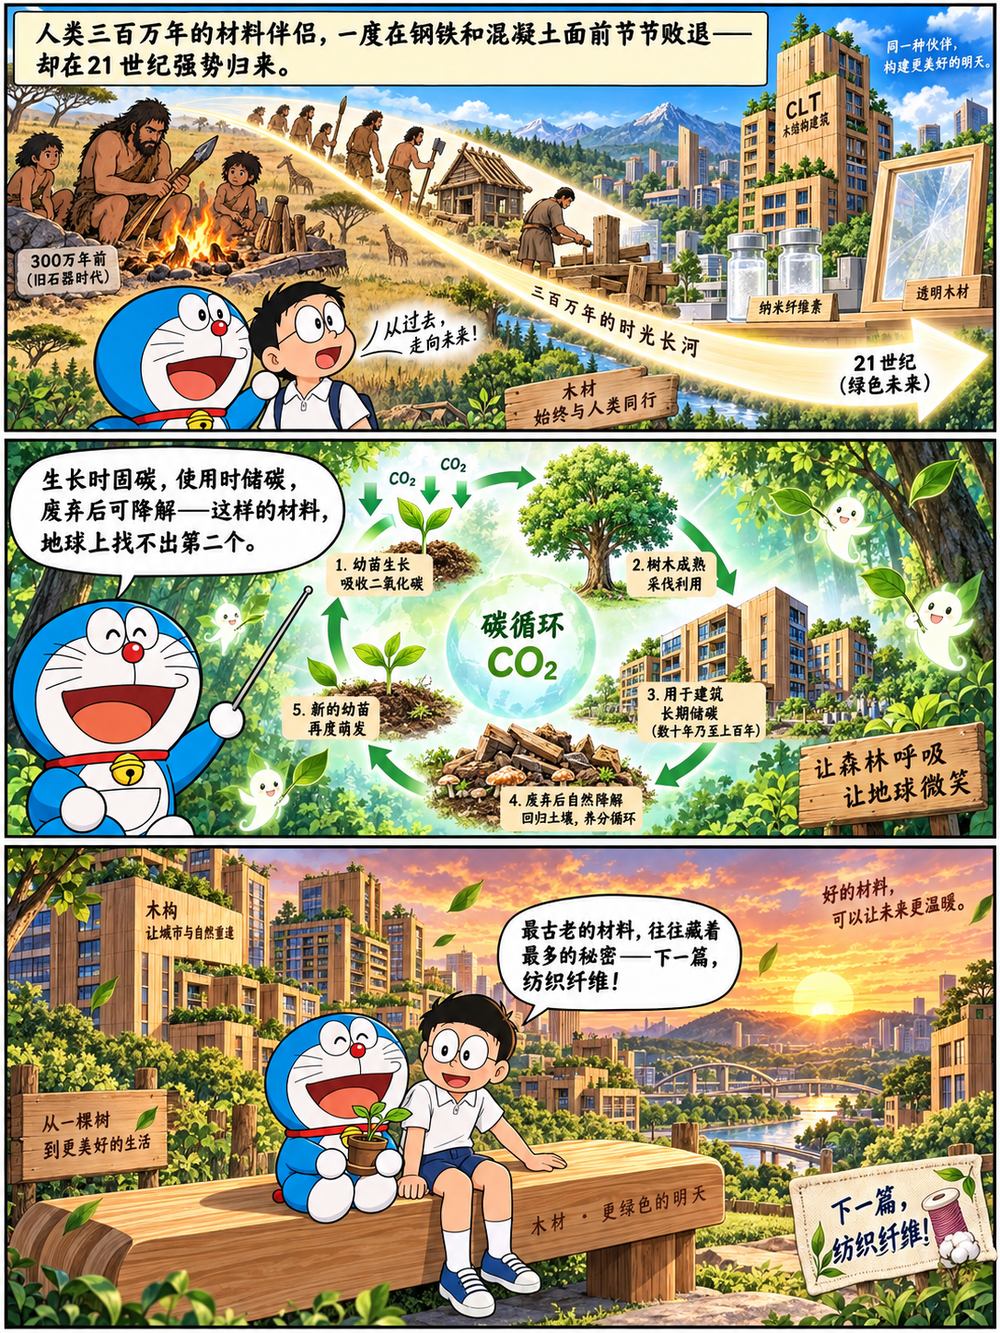 人类三百万年的材料伴侣，一度在钢铁和混凝土面前节节败退——
却在21世纪强势归来。
同一种伙伴，
构建更美好的明天。
CLT
木结构建筑
300万年前
（旧石器时代）
从过去，
走向未来！
三百万年的时光长河
纳米纤维素
透明木材
21世纪
（绿色未来）
木材
始终与人类同行
生长时固碳，使用时储碳，
废弃后可降解——这样的材料，
地球上找不出第二个。
CO₂
CO₂
1. 幼苗生长
吸收二氧化碳
2. 树木成熟
采伐利用
碳循环
CO₂
3. 用于建筑
长期储碳
（数十年乃至上百年）
4. 废弃后自然降解
回归土壤，养分循环
5. 新的幼苗
再度萌发
让森林呼吸
让地球微笑
木构
让城市与自然重逢
好的材料，
可以让未来更温暖。
最古老的材料，往往藏着
最多的秘密——下一篇，
纺织纤维！
从一棵树
到更美好的生活
木材·更绿色的明天
下一篇，
纺织纤维！